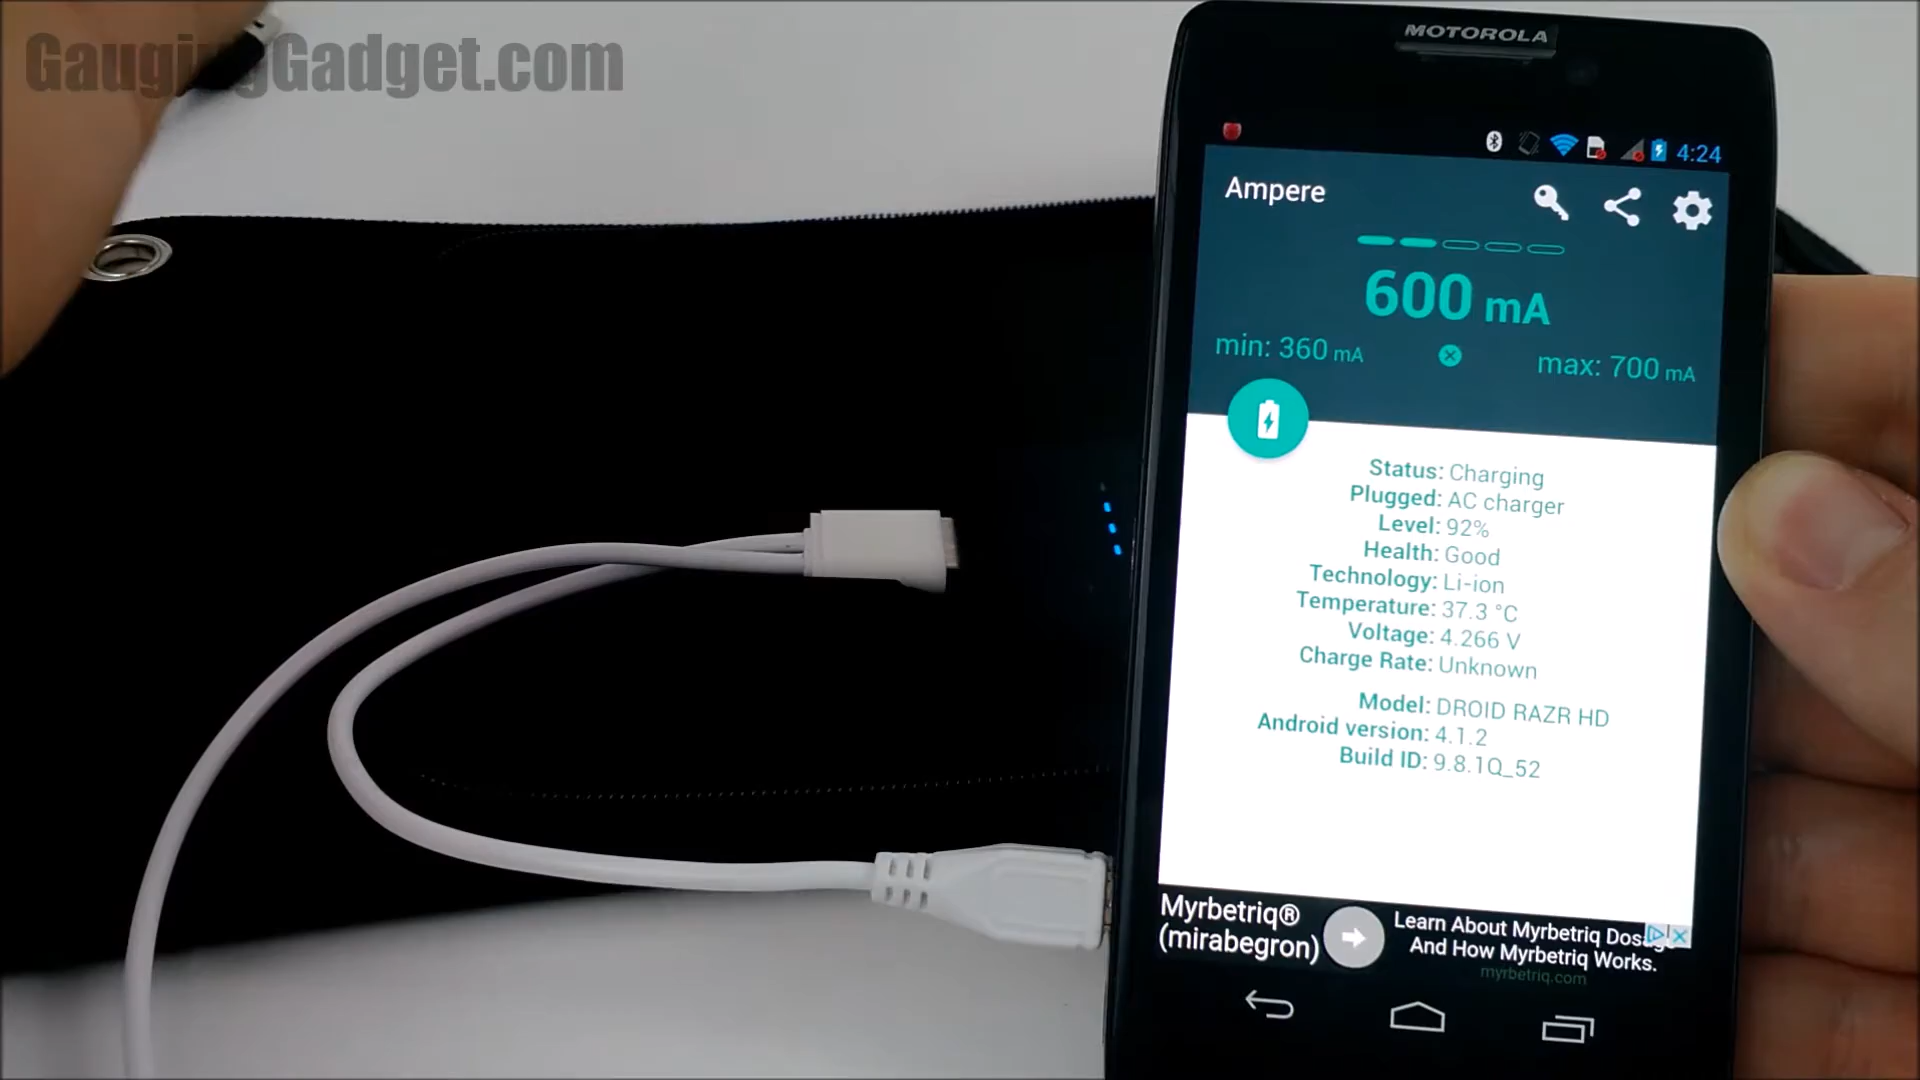 GaugingGadget.com
MOTOROLA
4:24
Ampere
600 mA
min: 360 mA
max: 700 mA
Status: Charging
Plugged: AC charger
Level: 92%
Health: Good
Technology: Li-ion
Temperature: 37.3 °C
Voltage: 4.266 V
Charge Rate: Unknown
Model: DROID RAZR HD
Android version: 4.1.2
Build ID: 9.8.1Q_52
Myrbetriq®
(mirabegron)
Learn About Myrbetriq Dosage
And How Myrbetriq Works.
myrbetriq.com